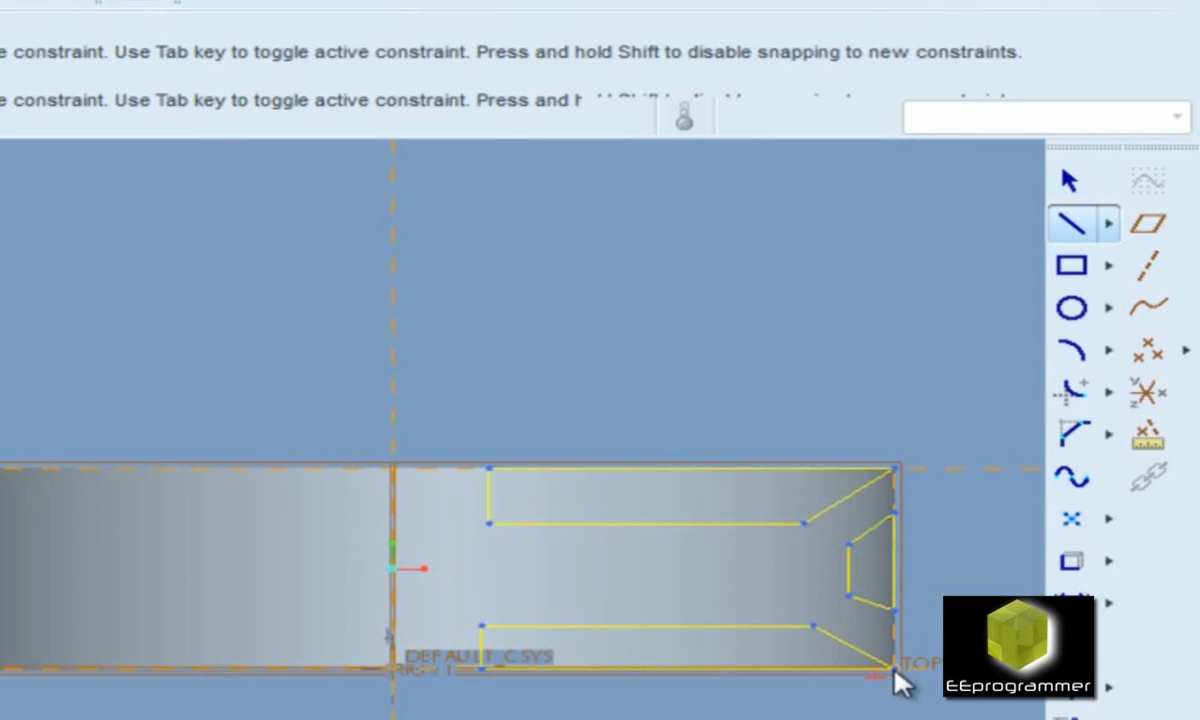 e constraint. Use Tab key to toggle active constraint. Press and hold Shift to disable snapping to new constraints.
e constraint. Use Tab key to toggle active constraint. Press and h
DEFAULT_CSYS
TOP
EEprogrammer